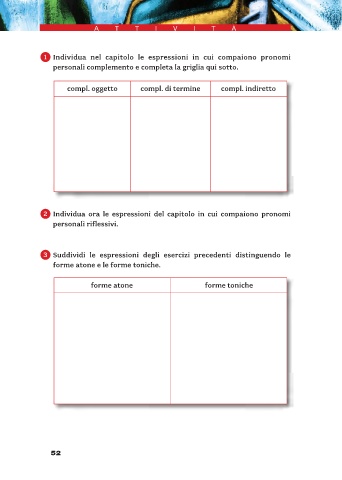 ATTIVITÀ
1 Individua nel capitolo le espressioni in cui compaiono pronomi
personali complemento e completa la griglia qui sotto.
compl. oggetto compl. di termine compl. indiretto
2 Individua ora le espressioni del capitolo in cui compaiono pronomi
personali riflessivi.
3 Suddividi le espressioni degli esercizi precedenti distinguendo le
forme atone e le forme toniche.
forme atone forme toniche
52